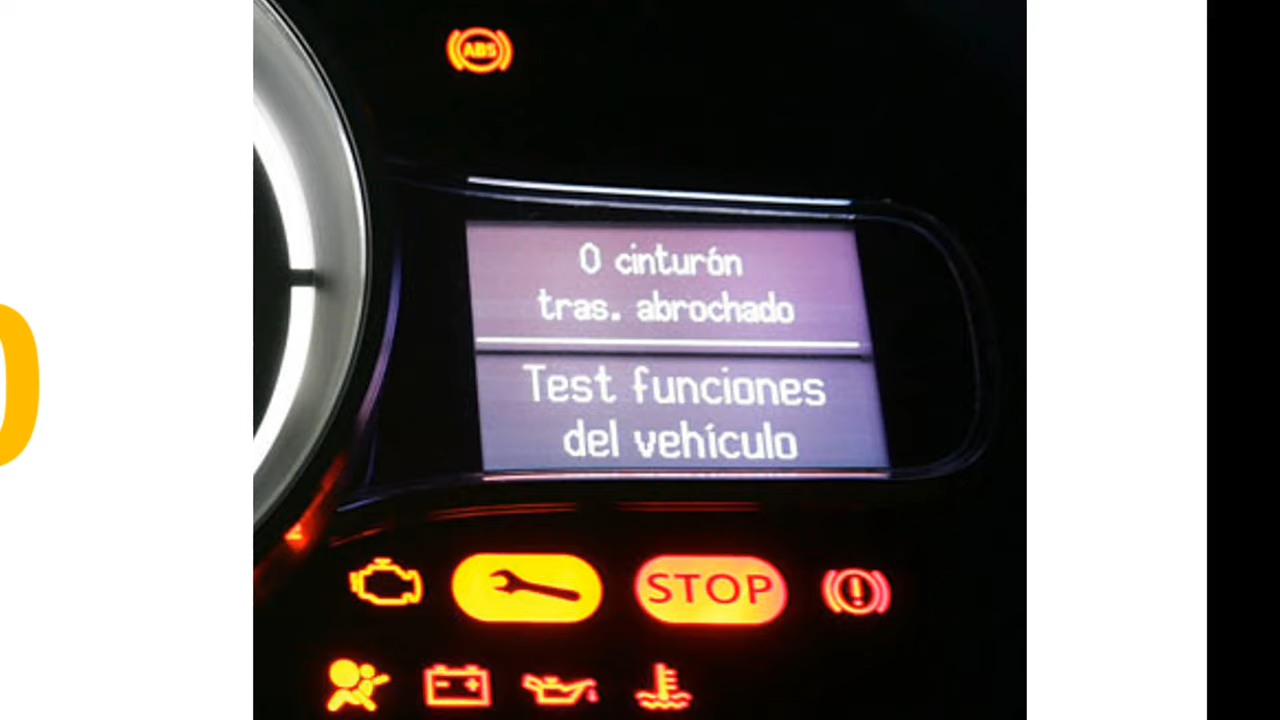 ABS
0 cinturón
tras. abrochado
Test funciones
del vehículo
STOP